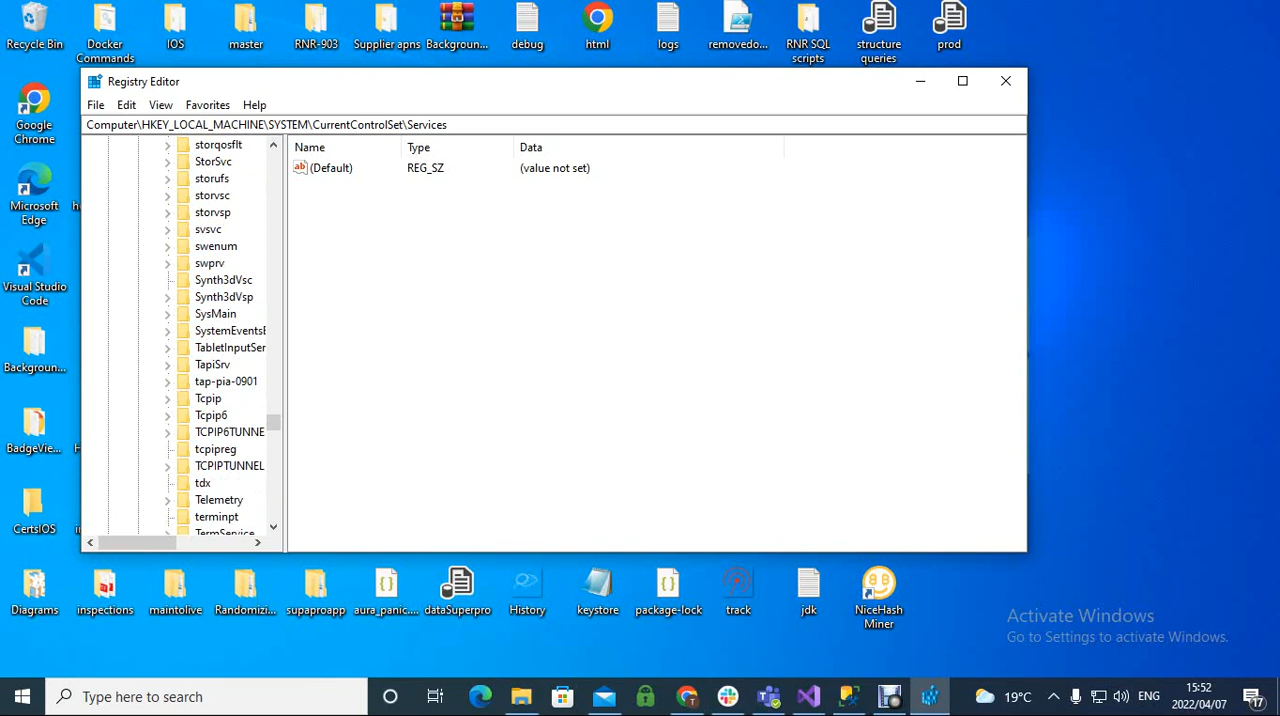 Recycle Bin
Docker
Commands
IOS
master
RNR-903
Supplier apns
Backgroun...
debug
html
logs
removedo...
RNR SQL
scripts
structure
queries
prod
Google
Chrome
Microsoft
Edge
Visual Studio
Code
Backgroun...
BadgeVie...
CertsIOS
Registry Editor
File Edit View Favorites Help
Computer\HKEY_LOCAL_MACHINE\SYSTEM\CurrentControlSet\Services
storqosflt
StorSvc
storufs
storvsc
storvsp
svsvc
swenum
swprv
Synth3dVsc
Synth3dVsp
SysMain
SystemEventsE
TabletInputSer
TapiSrv
tap-pia-0901
Tcpip
Tcpip6
TCPIP6TUNNE
tcpipreg
TCPIPTUNNEL
tdx
Telemetry
terminpt
TermService
Name Type Data
ab (Default) REG_SZ (value not set)
Diagrams
inspections
maintolive
Randomizi...
supaproapp
aura_panic....
dataSuperpro
History
keystore
package-lock
track
jdk
NiceHash
Miner
Activate Windows
Go to Settings to activate Windows.
Type here to search
19°C
ENG
15:52
2022/04/07
17